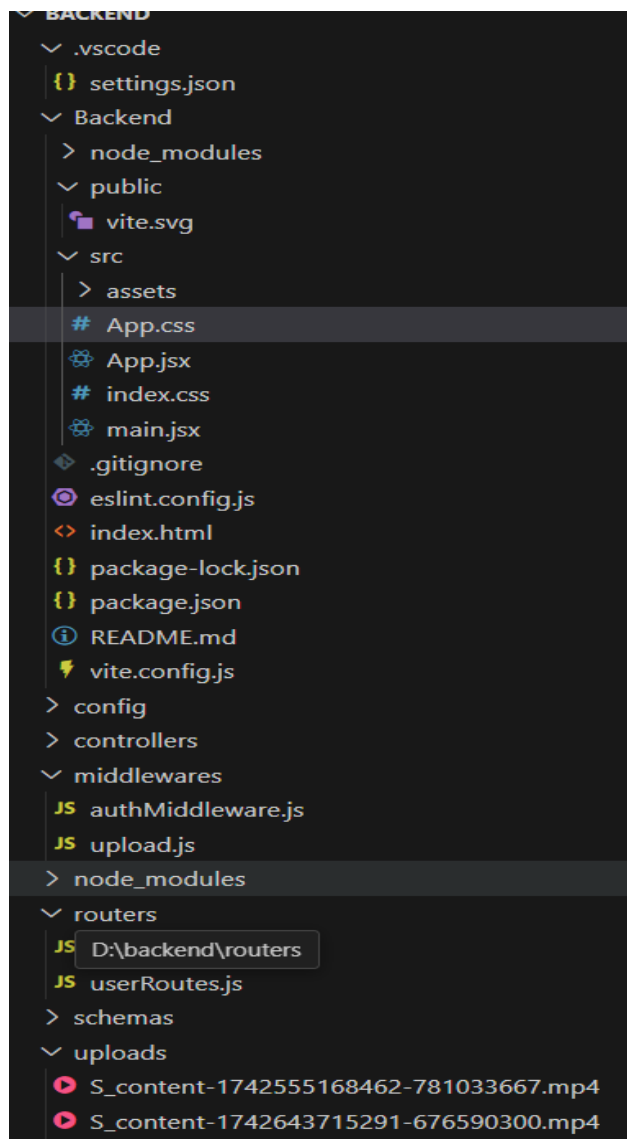 BACKEND
.vscode
{} settings.json
Backend
node_modules
public
vite.svg
src
assets
# App.css
App.jsx
# index.css
main.jsx
.gitignore
eslint.config.js
<> index.html
{} package-lock.json
{} package.json
README.md
vite.config.js
config
controllers
middlewares
JS authMiddleware.js
JS upload.js
node_modules
routers
JS D:\backend\routers
JS userRoutes.js
schemas
uploads
S_content-1742555168462-781033667.mp4
S_content-1742643715291-676590300.mp4